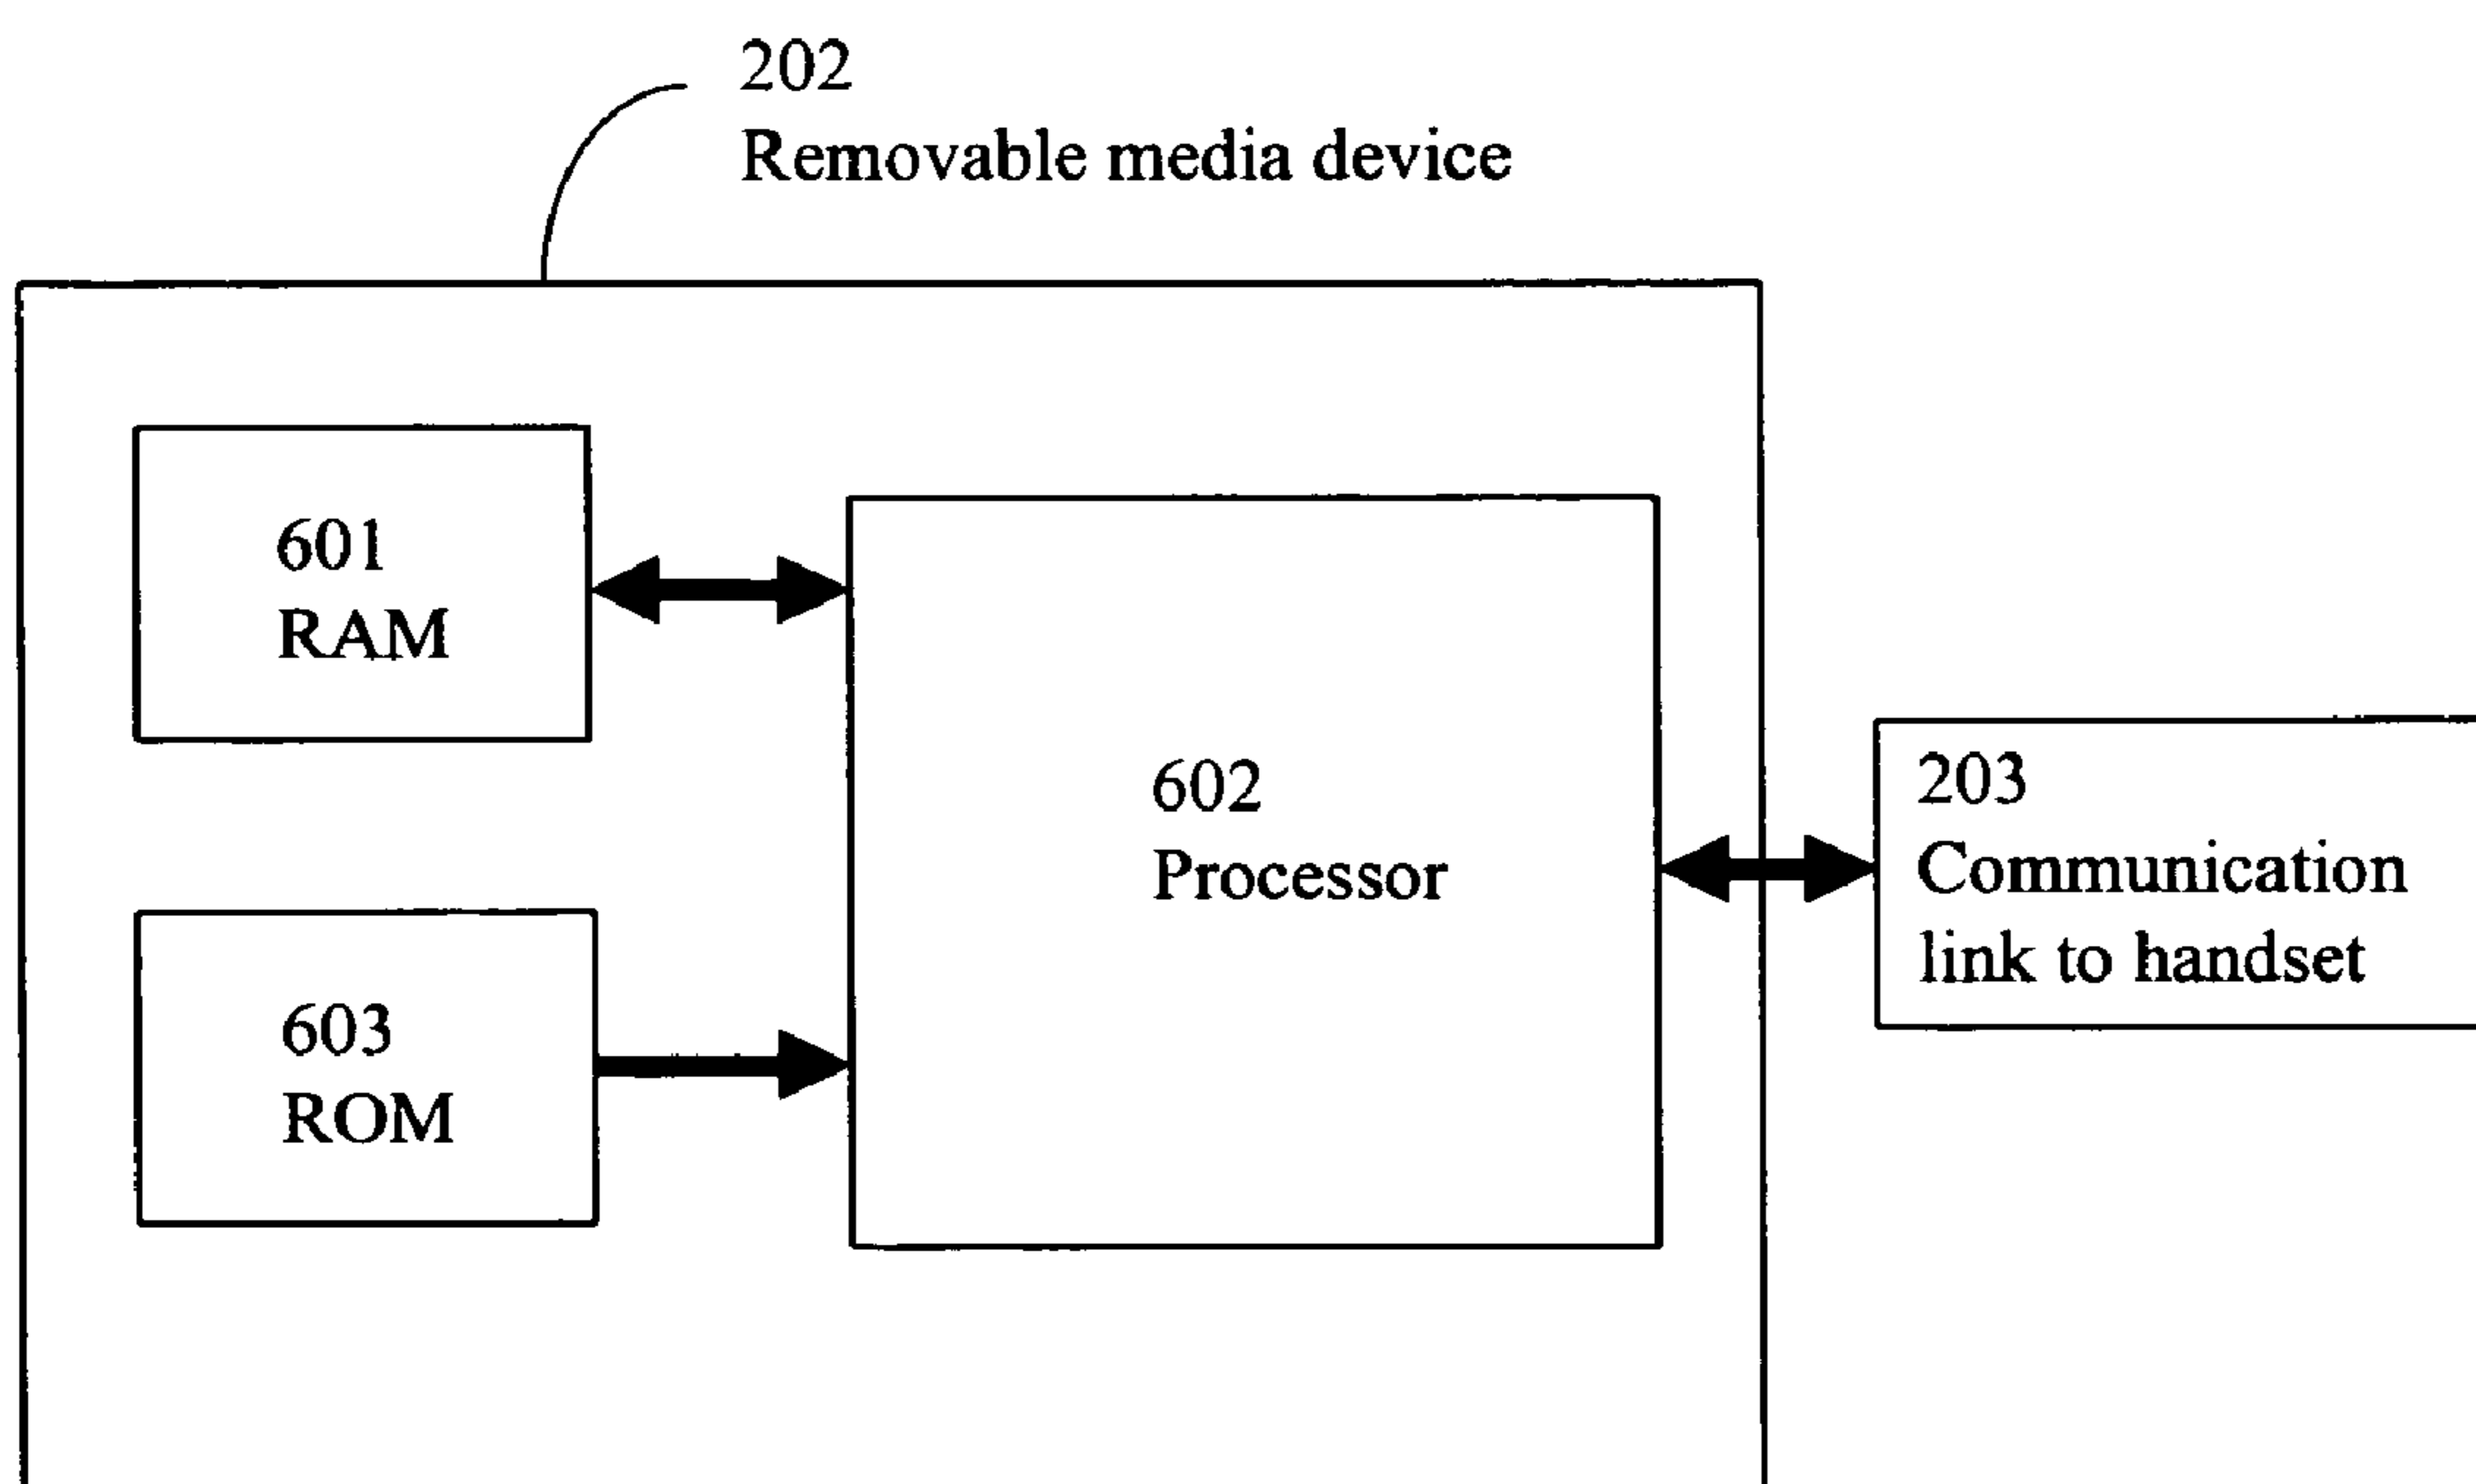 202
Removable media device
601
RAM
602
Processor
203
Communication
link to handset
603
ROM